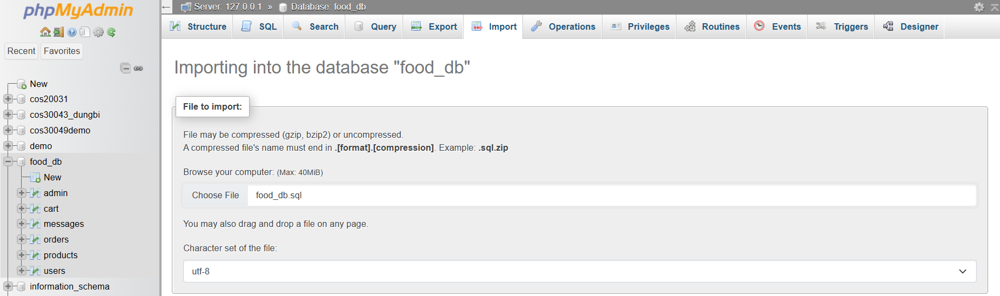 phpMyAdmin
Recent Favorites
New
cos20031
cos30043_dungbi
cos30049demo
demo
food_db
New
admin
cart
messages
orders
products
users
information_schema
Server: 127.0.0.1 » Database: food_db
Structure SQL Search Query Export Import Operations Privileges Routines Events Triggers Designer
Importing into the database "food_db"
File to import:
File may be compressed (gzip, bzip2) or uncompressed.
A compressed file's name must end in .[format].[compression]. Example: .sql.zip
Browse your computer: (Max: 40MiB)
Choose File food_db.sql
You may also drag and drop a file on any page.
Character set of the file:
utf-8